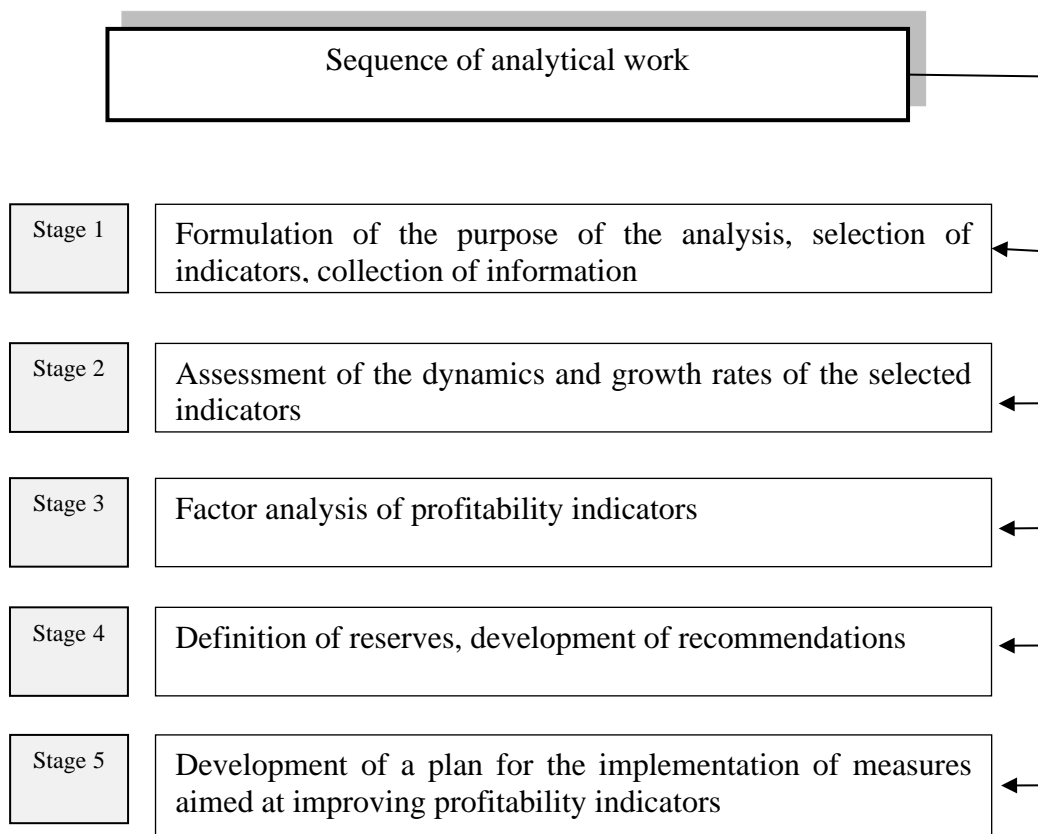 Sequence of analytical work
Stage 1
Formulation of the purpose of the analysis, selection of
indicators, collection of information
Stage 2
Assessment of the dynamics and growth rates of the selected
indicators
Stage 3
Factor analysis of profitability indicators
Stage 4
Definition of reserves, development of recommendations
Stage 5
Development of a plan for the implementation of measures
aimed at improving profitability indicators